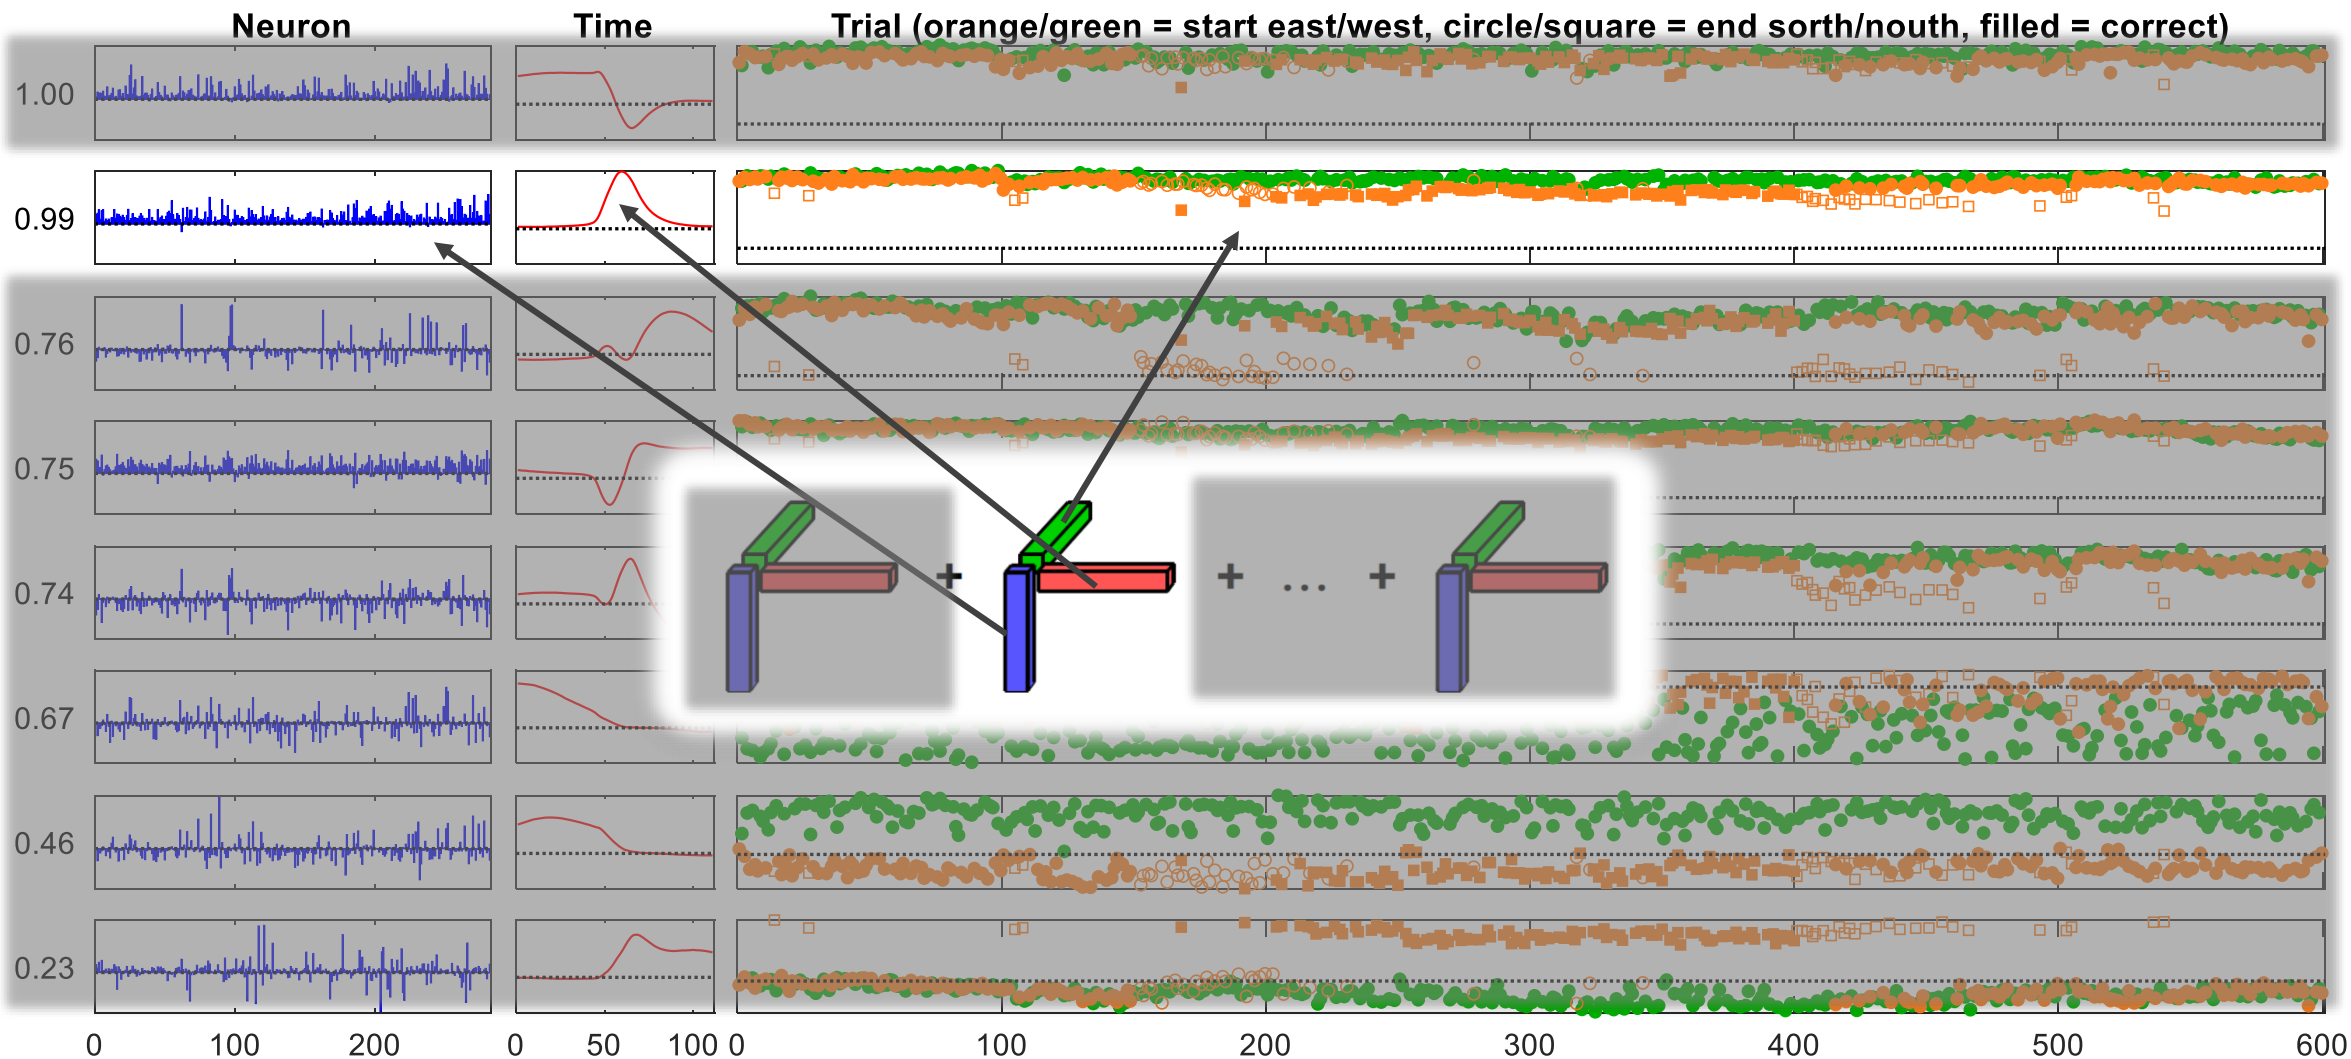 Neuron Time Trial (orange/green = start east/west, circle/square = end sorth/nouth, filled = correct)
1.00
0.99
0.76
0.75
0.74
+ + ... +
0.67
0.46
0.23
0 100 200 0 50 100 0 100 200 300 400 500 600